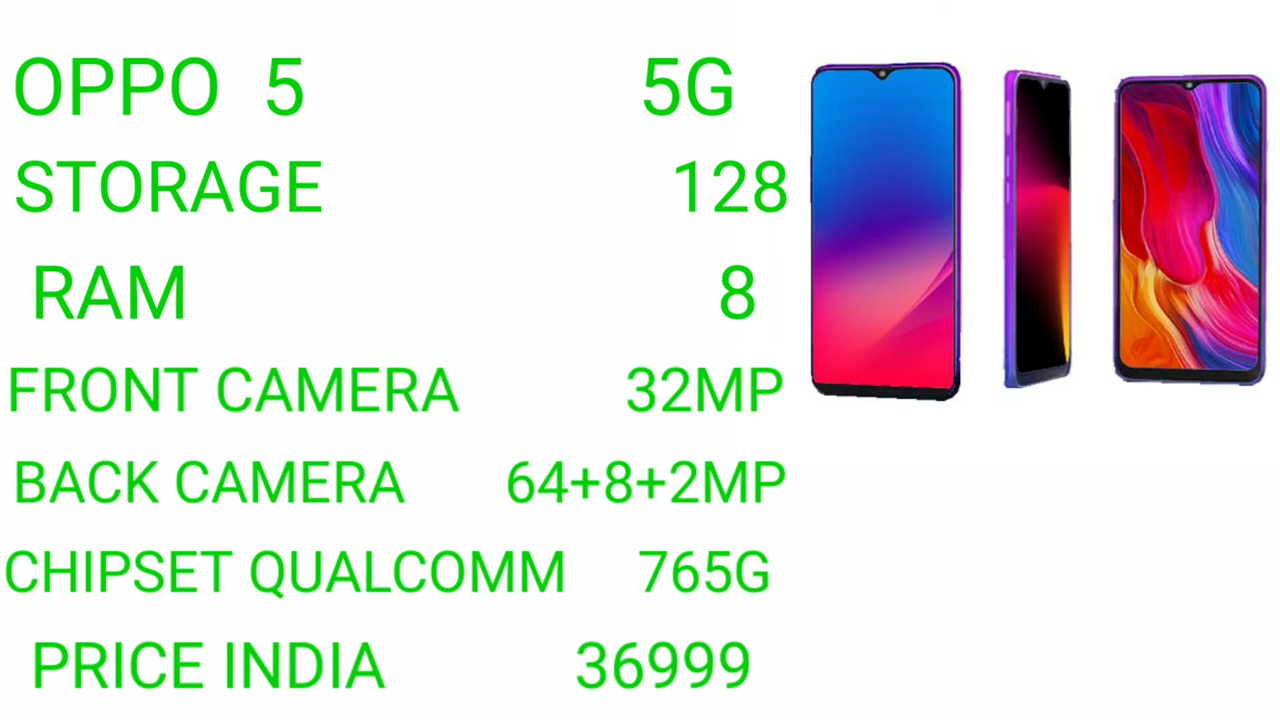 OPPO 5 5G
STORAGE 128
RAM 8
FRONT CAMERA 32MP
BACK CAMERA 64+8+2MP
CHIPSET QUALCOMM 765G
PRICE INDIA 36999